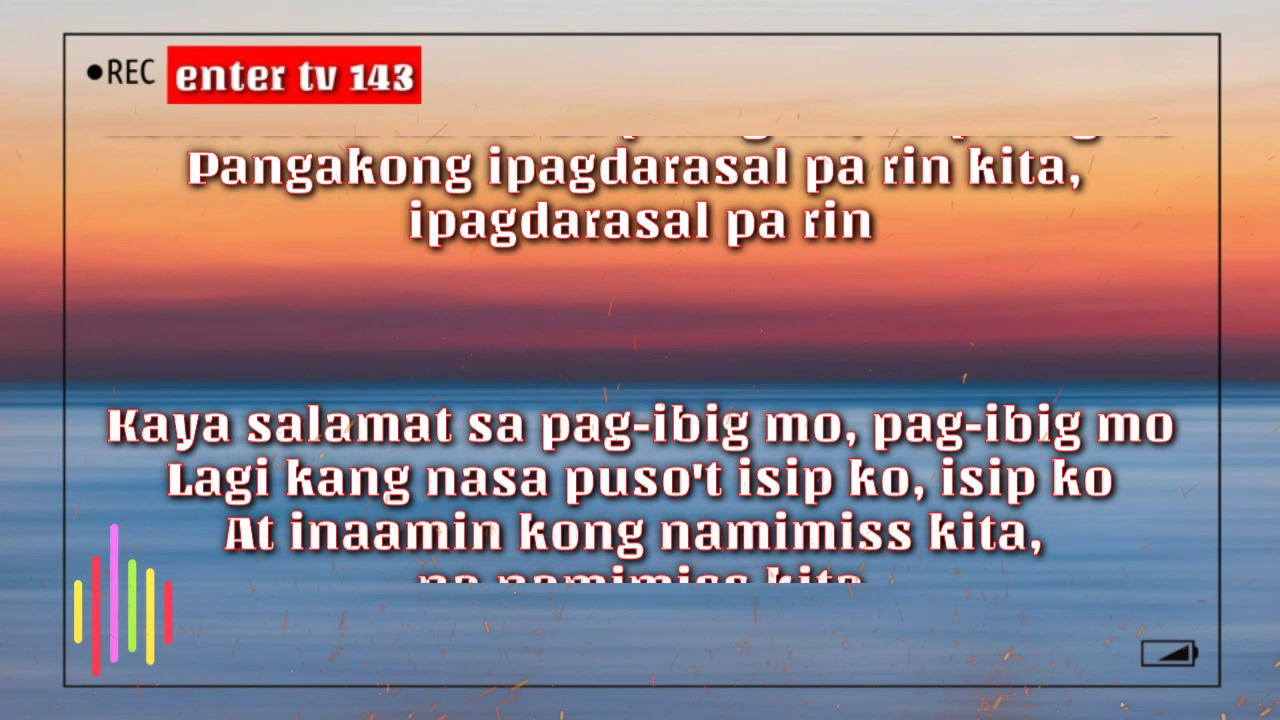 •REC
enter tv 143
Pangakong ipagdarasal pa rin kita,
ipagdarasal pa rin
Kaya salamat sa pag-ibig mo, pag-ibig mo
Lagi kang nasa puso't isip ko, isip ko
At inaamin kong namimiss kita,
na namimiss kita